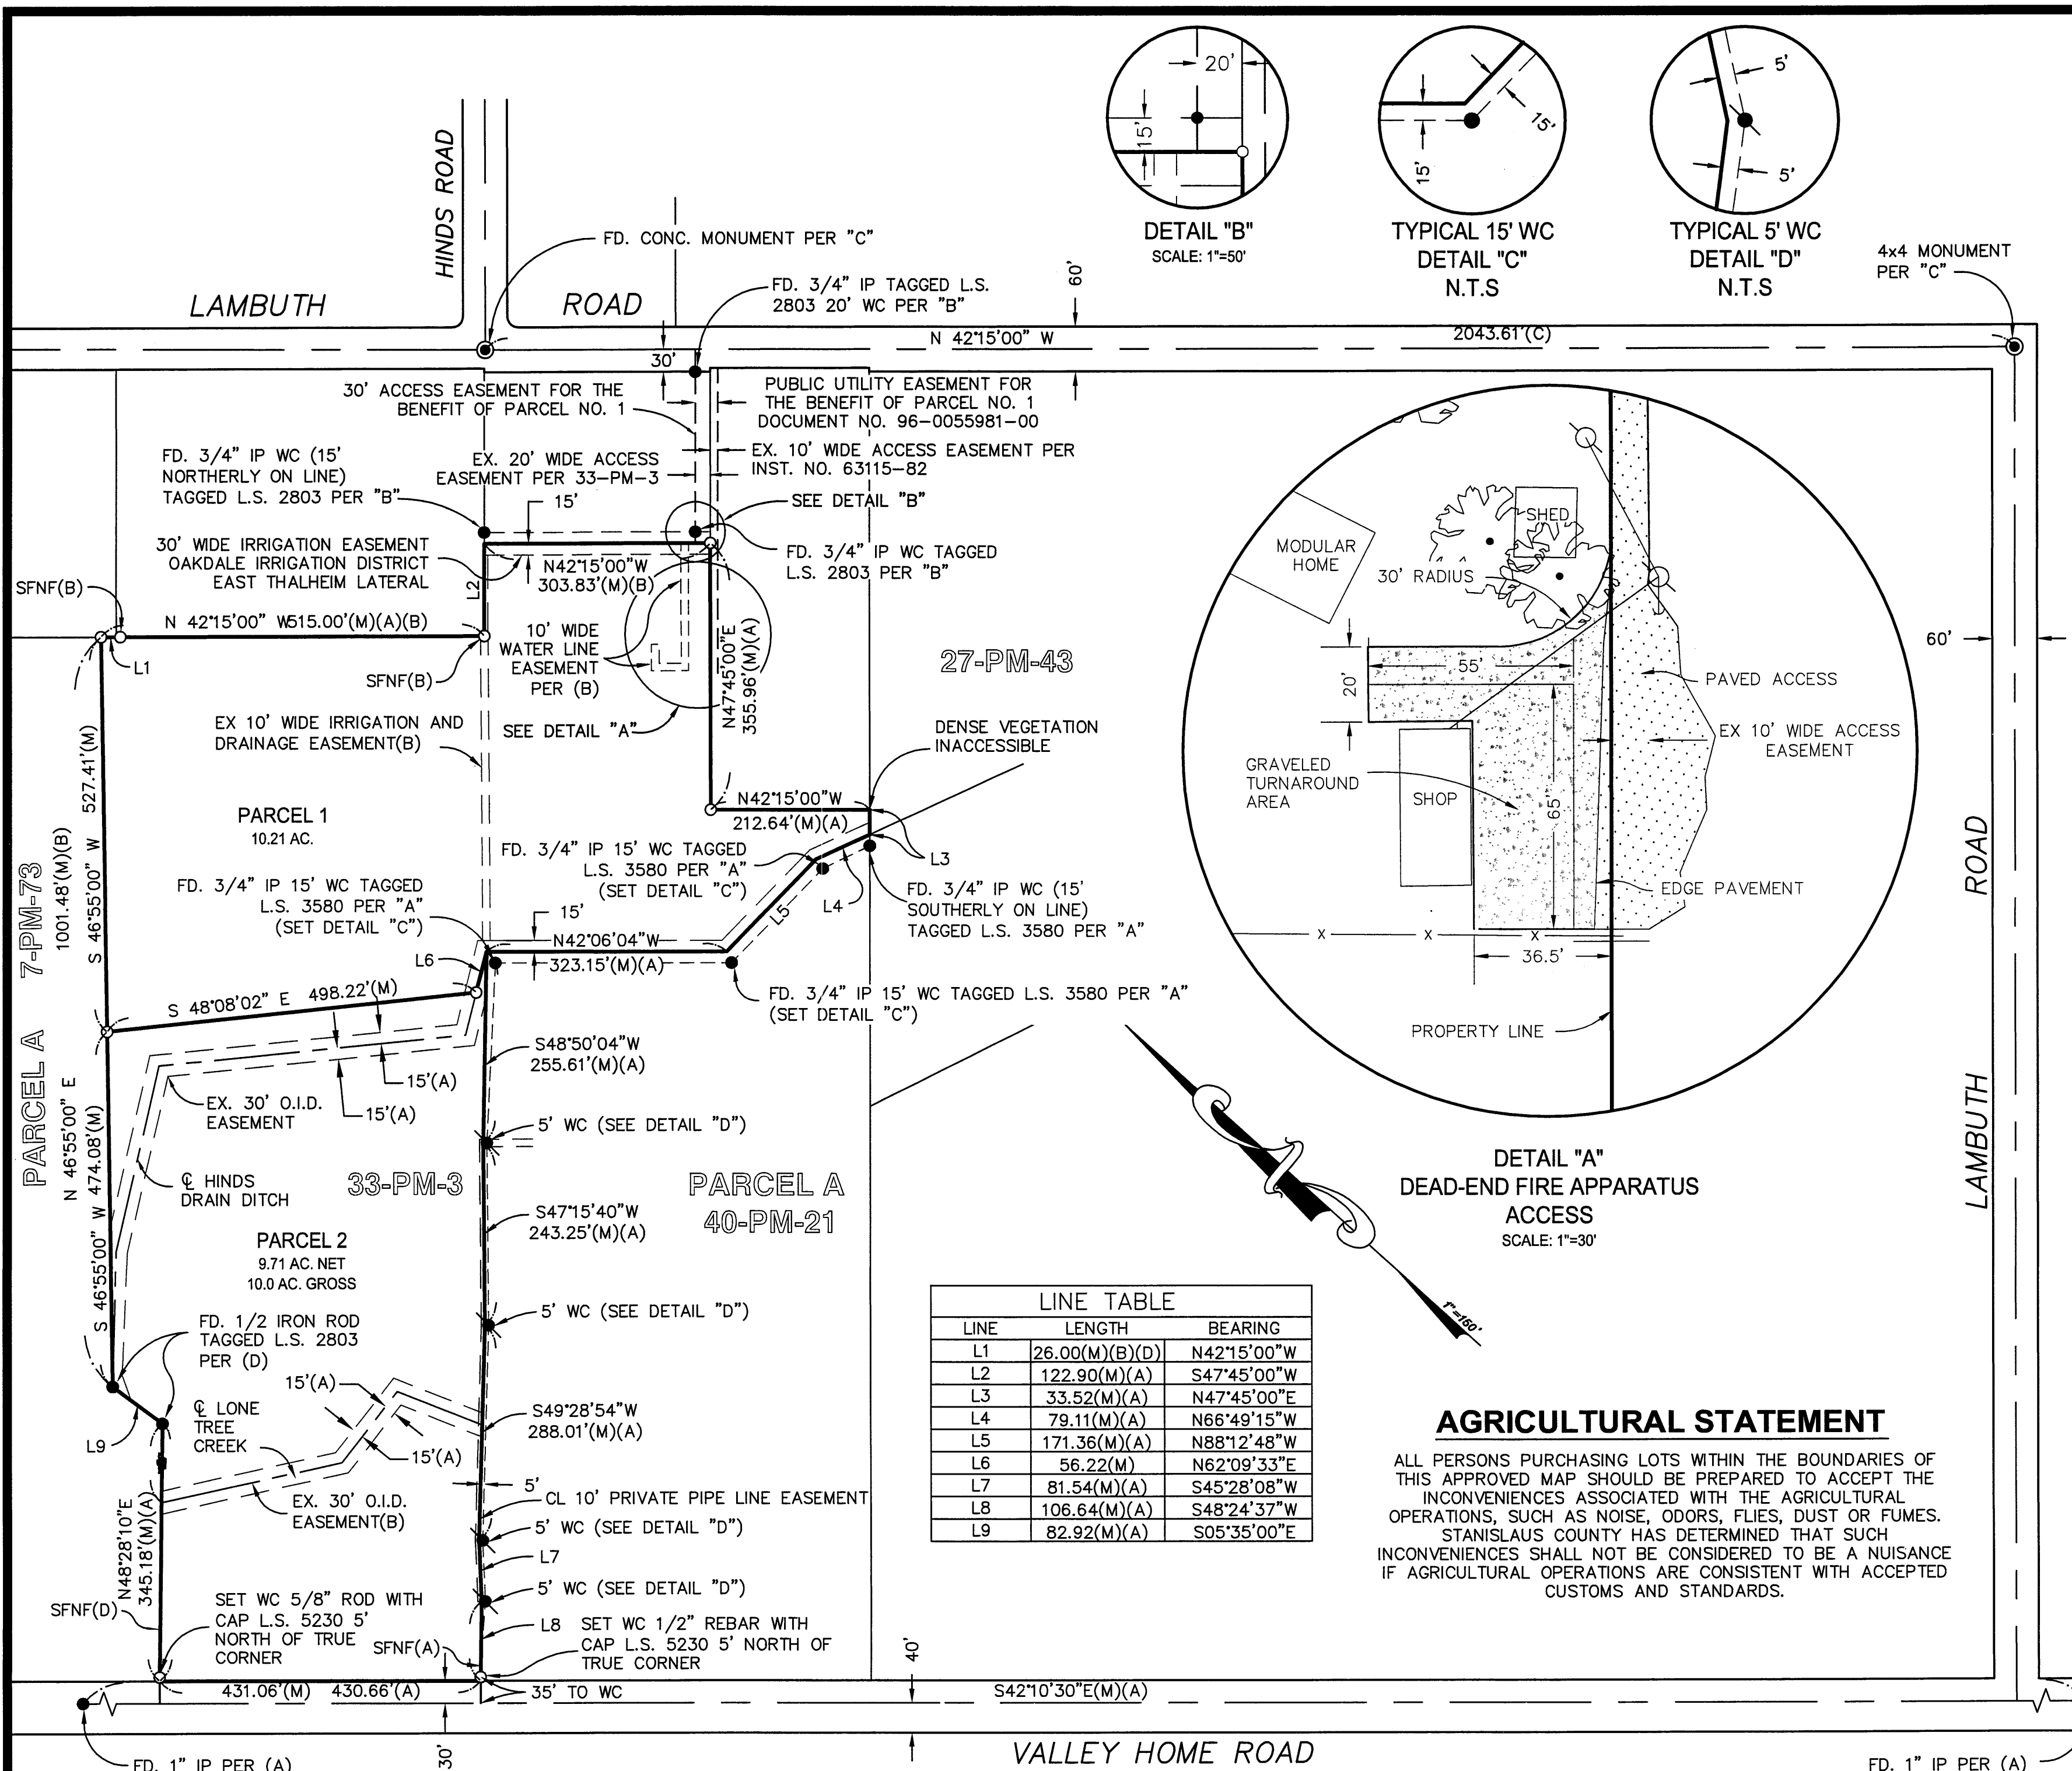 20'
15'
DETAIL "B"
SCALE: 1"=50'
15'
15'
TYPICAL 15' WC
DETAIL "C"
N.T.S
5'
5'
TYPICAL 5' WC
DETAIL "D"
N.T.S
4x4 MONUMENT
PER "C"
HINDS ROAD
FD. CONC. MONUMENT PER "C"
FD. 3/4" IP TAGGED L.S.
2803 20' WC PER "B"
60'
LAMBUTH ROAD
N 42°15'00" W
2043.61'(C)
30'
30' ACCESS EASEMENT FOR THE
BENEFIT OF PARCEL NO. 1
PUBLIC UTILITY EASEMENT FOR
THE BENEFIT OF PARCEL NO. 1
DOCUMENT NO. 96-0055981-00
FD. 3/4" IP WC (15'
NORTHERLY ON LINE)
TAGGED L.S. 2803 PER "B"
EX. 20' WIDE ACCESS
EASEMENT PER 33-PM-3
EX. 10' WIDE ACCESS EASEMENT PER
INST. NO. 63115-82
15'
SEE DETAIL "B"
30' WIDE IRRIGATION EASEMENT
OAKDALE IRRIGATION DISTRICT
EAST THALHEIM LATERAL
N42°15'00"W
303.83'(M)(B)
FD. 3/4" IP WC TAGGED
L.S. 2803 PER "B"
SFNF(B)
L2
N 42°15'00" W515.00'(M)(A)(B)
L1
SFNF(B)
10' WIDE
WATER LINE
EASEMENT
PER (B)
N47°45'00"E
355.96'(M)(A)
27-PM-43
EX 10' WIDE IRRIGATION AND
DRAINAGE EASEMENT(B)
SEE DETAIL "A"
DENSE VEGETATION
INACCESSIBLE
S 46°55'00" W 527.41'(M)
1001.48'(M)(B)
N 46°55'00" E
PARCEL A 7-PM-73
PARCEL 1
10.21 AC.
N42°15'00"W
212.64'(M)(A)
FD. 3/4" IP 15' WC TAGGED
L.S. 3580 PER "A"
(SET DETAIL "C")
L3
L4
L5
FD. 3/4" IP 15' WC TAGGED
L.S. 3580 PER "A"
(SET DETAIL "C")
FD. 3/4" IP WC (15'
SOUTHERLY ON LINE)
TAGGED L.S. 3580 PER "A"
15'
N42°06'04"W
323.15'(M)(A)
L6
S 48°08'02" E 498.22'(M)
FD. 3/4" IP 15' WC TAGGED L.S. 3580 PER "A"
(SET DETAIL "C")
S48°50'04"W
255.61'(M)(A)
15'(A)
15'(A)
EX. 30' O.I.D.
EASEMENT
5' WC (SEE DETAIL "D")
S 46°55'00" W 474.08'(M)
℄ HINDS
DRAIN DITCH
33-PM-3
PARCEL A
40-PM-21
S47°15'40"W
243.25'(M)(A)
PARCEL 2
9.71 AC. NET
10.0 AC. GROSS
5' WC (SEE DETAIL "D")
FD. 1/2 IRON ROD
TAGGED L.S. 2803
PER (D)
15'(A)
℄ LONE
TREE
CREEK
L9
15'(A)
S49°28'54"W
288.01'(M)(A)
EX. 30' O.I.D.
EASEMENT(B)
5'
CL 10' PRIVATE PIPE LINE EASEMENT
5' WC (SEE DETAIL "D")
L7
5' WC (SEE DETAIL "D")
N48°28'10"E
345.18'(M)(A)
SFNF(D)
SET WC 5/8" ROD WITH
CAP L.S. 5230 5'
NORTH OF TRUE
CORNER
SFNF(A)
L8
SET WC 1/2" REBAR WITH
CAP L.S. 5230 5' NORTH OF
TRUE CORNER
431.06'(M) 430.66'(A)
35' TO WC
40'
S42°10'30"E(M)(A)
30'
VALLEY HOME ROAD
FD. 1" IP PER (A)
FD. 1" IP PER (A)
MODULAR
HOME
SHED
30' RADIUS
55'
20'
PAVED ACCESS
EX 10' WIDE ACCESS
EASEMENT
GRAVELED
TURNAROUND
AREA
SHOP
65'
EDGE PAVEMENT
X X X
36.5'
PROPERTY LINE
DETAIL "A"
DEAD-END FIRE APPARATUS
ACCESS
SCALE: 1"=30'
1"=160'
60'
LAMBUTH ROAD
LINE TABLE
LINE LENGTH BEARING
L1 26.00(M)(B)(D) N42°15'00"W
L2 122.90(M)(A) S47°45'00"W
L3 33.52(M)(A) N47°45'00"E
L4 79.11(M)(A) N66°49'15"W
L5 171.36(M)(A) N88°12'48"W
L6 56.22(M) N62°09'33"E
L7 81.54(M)(A) S45°28'08"W
L8 106.64(M)(A) S48°24'37"W
L9 82.92(M)(A) S05°35'00"E
AGRICULTURAL STATEMENT
ALL PERSONS PURCHASING LOTS WITHIN THE BOUNDARIES OF
THIS APPROVED MAP SHOULD BE PREPARED TO ACCEPT THE
INCONVENIENCES ASSOCIATED WITH THE AGRICULTURAL
OPERATIONS, SUCH AS NOISE, ODORS, FLIES, DUST OR FUMES.
STANISLAUS COUNTY HAS DETERMINED THAT SUCH
INCONVENIENCES SHALL NOT BE CONSIDERED TO BE A NUISANCE
IF AGRICULTURAL OPERATIONS ARE CONSISTENT WITH ACCEPTED
CUSTOMS AND STANDARDS.